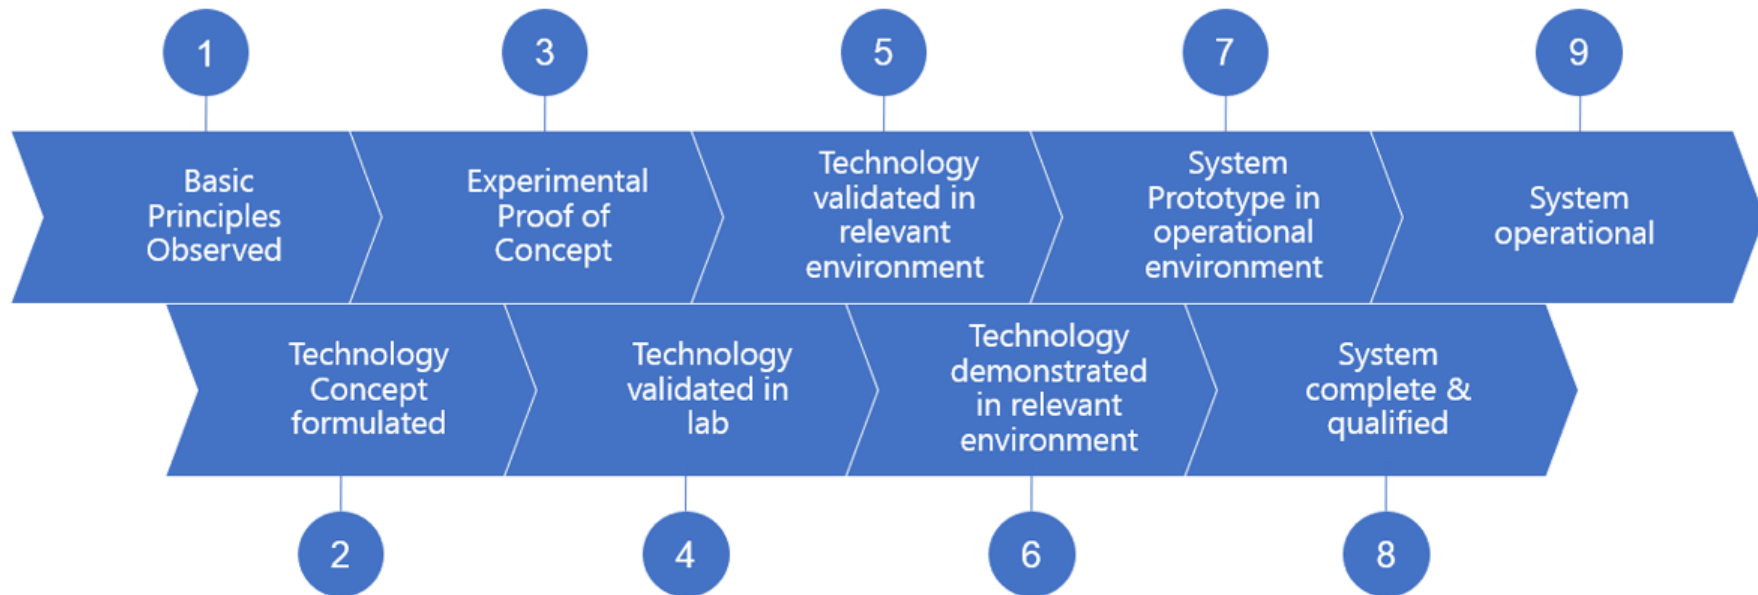 1
3
5
7
9
Basic
Principles
Observed
Experimental
Proof of
Concept
Technology
validated in
relevant
environment
System
Prototype in
operational
environment
System
operational
Technology
Concept
formulated
Technology
validated in
lab
Technology
demonstrated
in relevant
environment
System
complete &
qualified
2
4
6
8